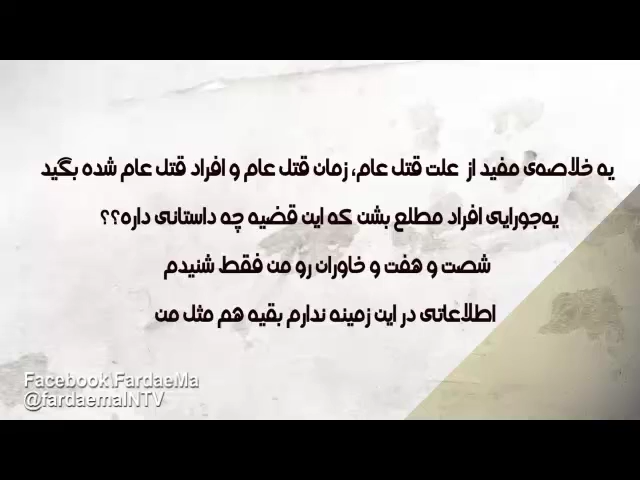 یه خلاصه‌ی مفید از علت قتل عام، زمان قتل عام و افراد قتل عام شده بگید
یه‌جورایی افراد مطلع بشن که این قضیه چه داستانی داره؟؟
شصت و هفت و خاوران رو من فقط شنیدم
اطلاعاتی در این زمینه ندارم بقیه هم مثل من
Facebook\FardaeMa
@fardaemaINTV